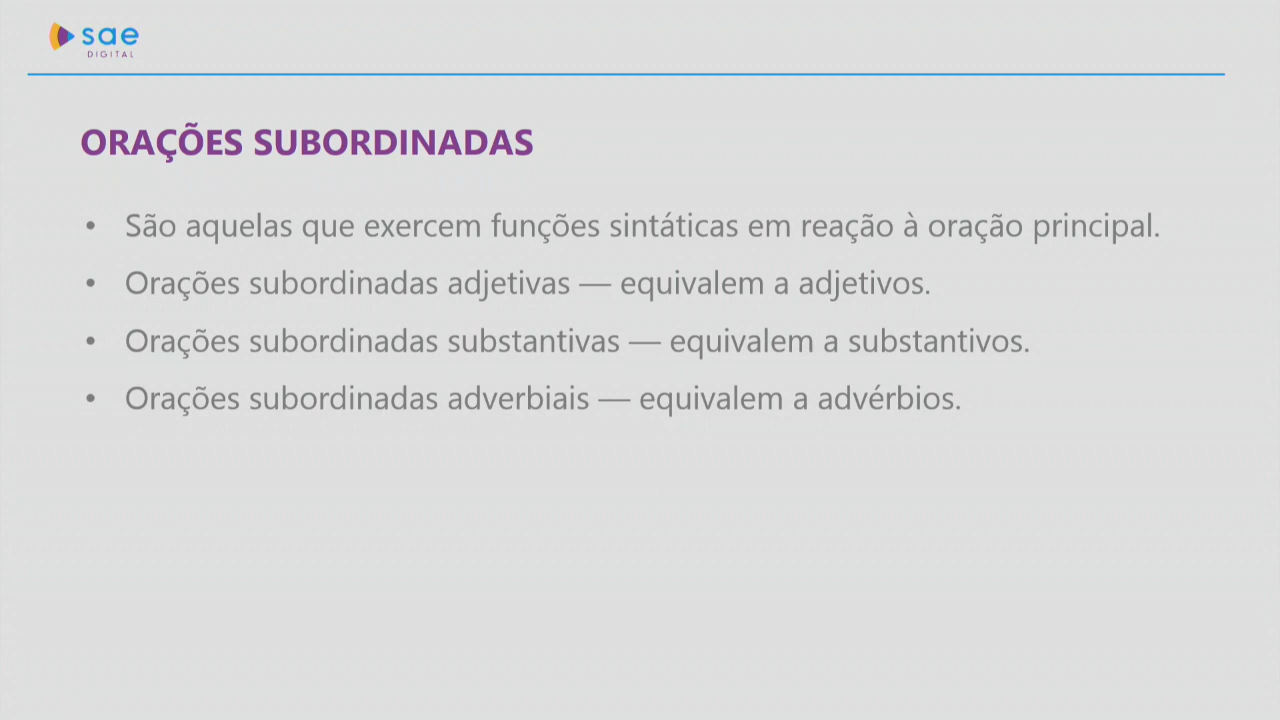 sae
DIGITAL
ORAÇÕES SUBORDINADAS
• São aquelas que exercem funções sintáticas em reação à oração principal.
• Orações subordinadas adjetivas — equivalem a adjetivos.
• Orações subordinadas substantivas — equivalem a substantivos.
• Orações subordinadas adverbiais — equivalem a advérbios.